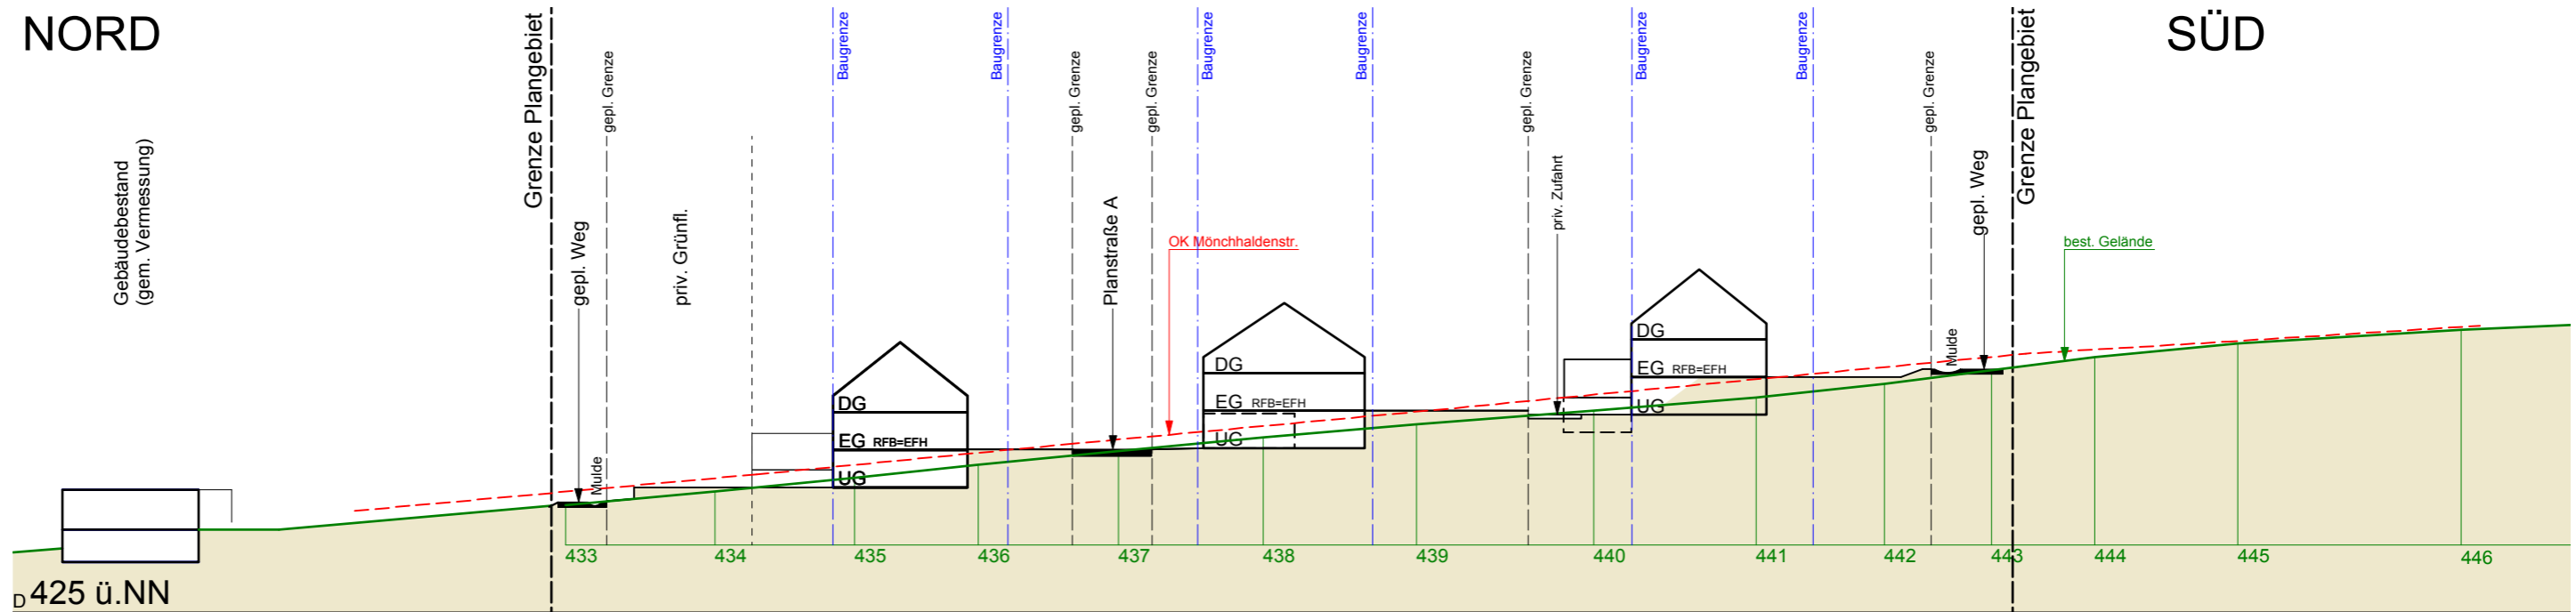 NORD
SÜD
Gebäudebestand
(gem. Vermessung)
Grenze Plangebiet
gepl. Weg
Mulde
gepl. Grenze
priv. Grünfl.
Baugrenze
DG
EG RFB=EFH
UG
Baugrenze
gepl. Grenze
Planstraße A
gepl. Grenze
OK Mönchhaldenstr.
Baugrenze
DG
EG RFB=EFH
UG
Baugrenze
gepl. Grenze
priv. Zufahrt
Baugrenze
DG
EG RFB=EFH
UG
Baugrenze
gepl. Grenze
Mulde
gepl. Weg
Grenze Plangebiet
best. Gelände
433
434
435
436
437
438
439
440
441
442
443
444
445
446
D 425 ü.NN